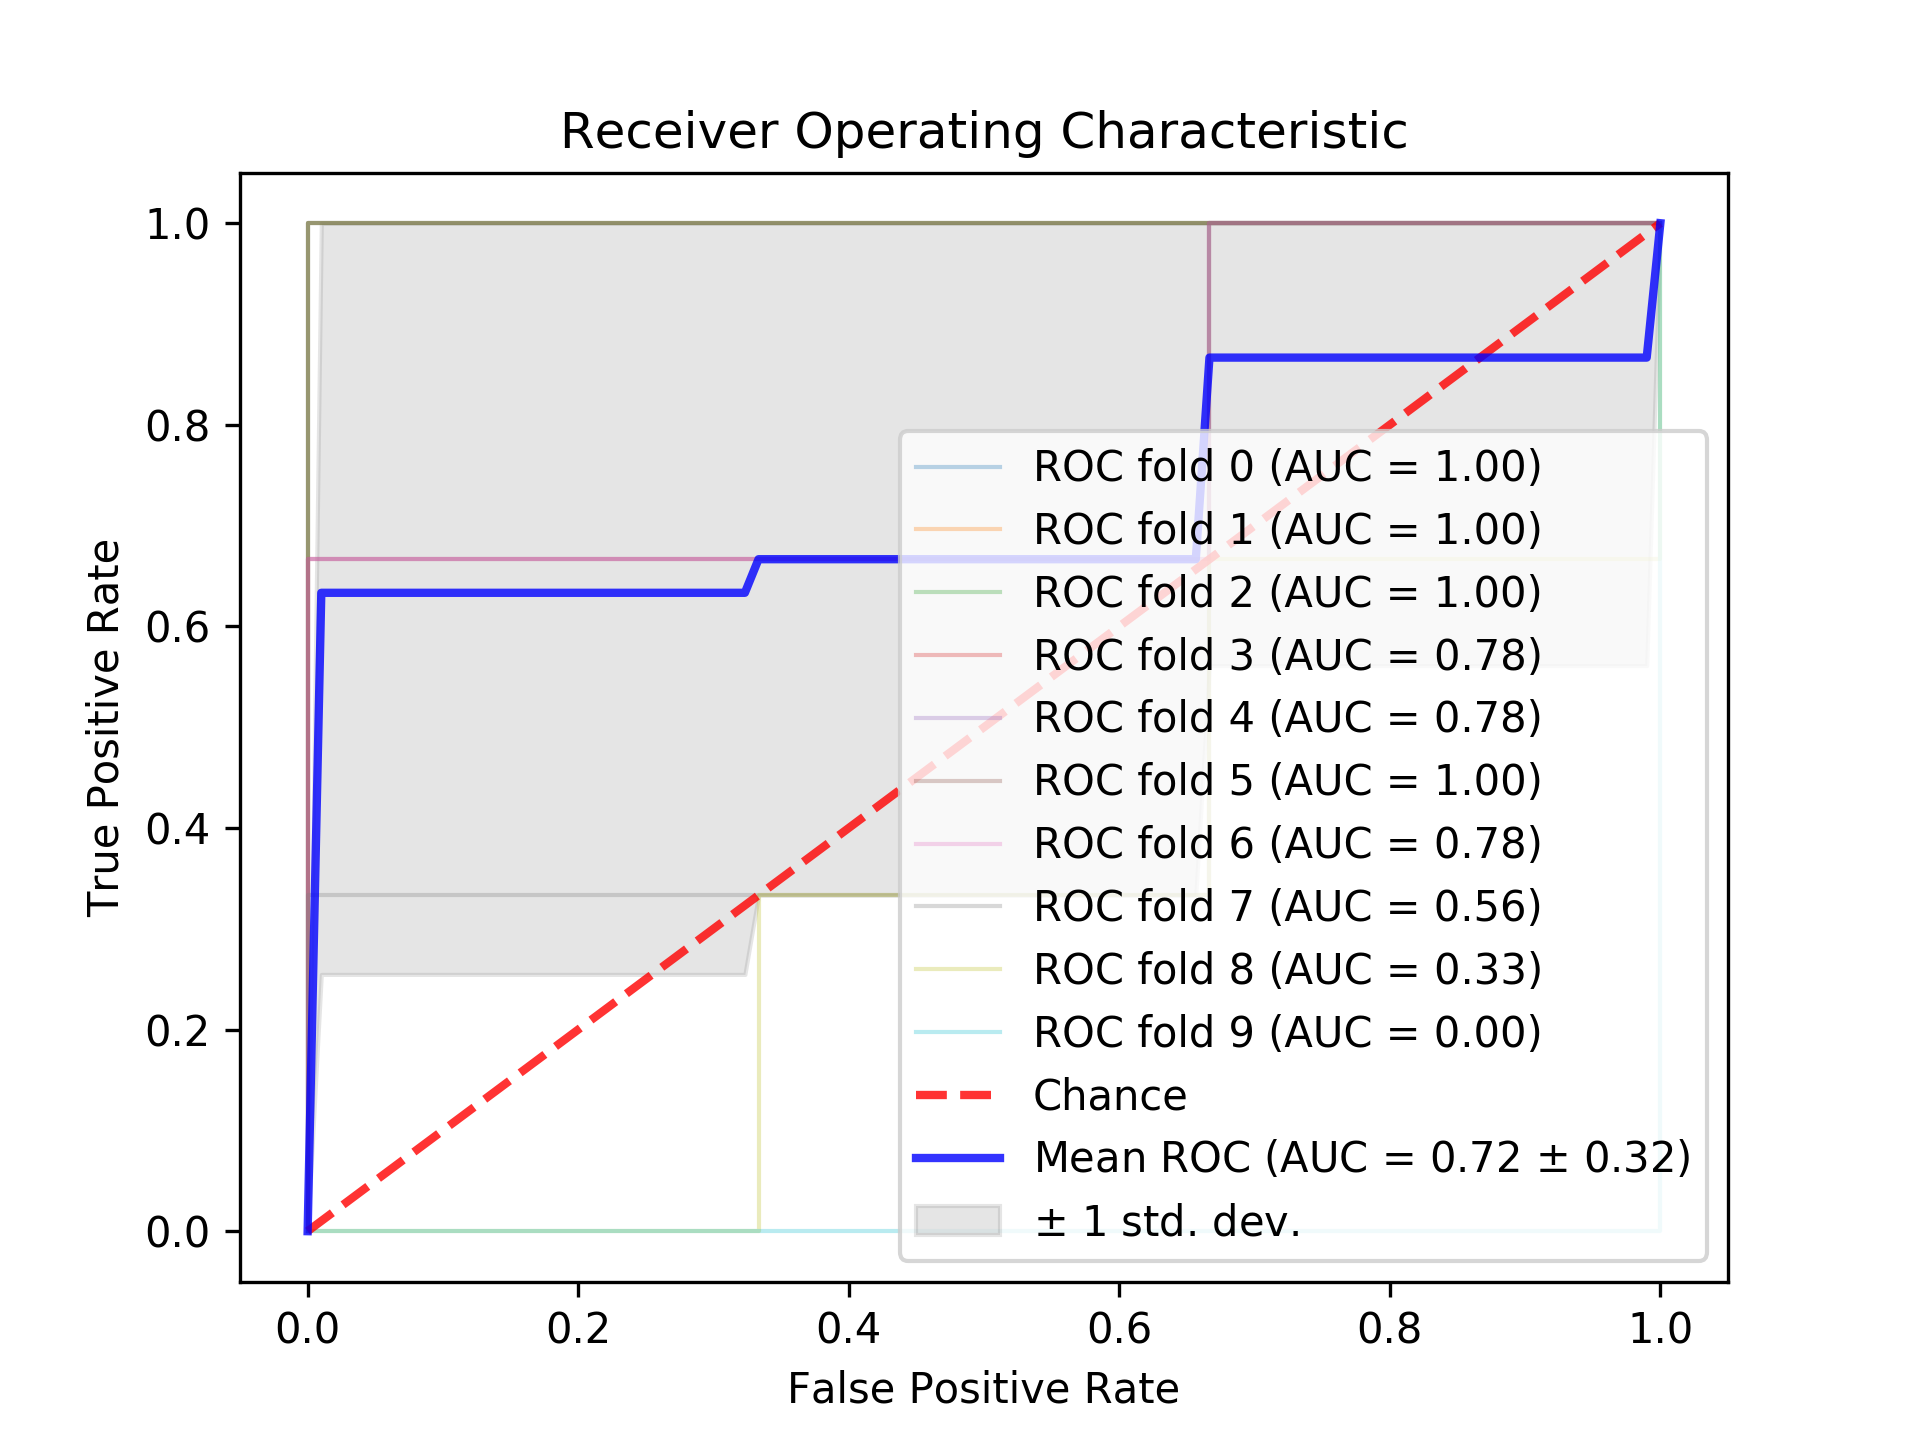 Receiver Operating Characteristic
True Positive Rate
1.0
0.8
0.6
0.4
0.2
0.0
ROC fold 0 (AUC = 1.00)
ROC fold 1 (AUC = 1.00)
ROC fold 2 (AUC = 1.00)
ROC fold 3 (AUC = 0.78)
ROC fold 4 (AUC = 0.78)
ROC fold 5 (AUC = 1.00)
ROC fold 6 (AUC = 0.78)
ROC fold 7 (AUC = 0.56)
ROC fold 8 (AUC = 0.33)
ROC fold 9 (AUC = 0.00)
Chance
Mean ROC (AUC = 0.72 ± 0.32)
± 1 std. dev.
0.0 0.2 0.4 0.6 0.8 1.0
False Positive Rate